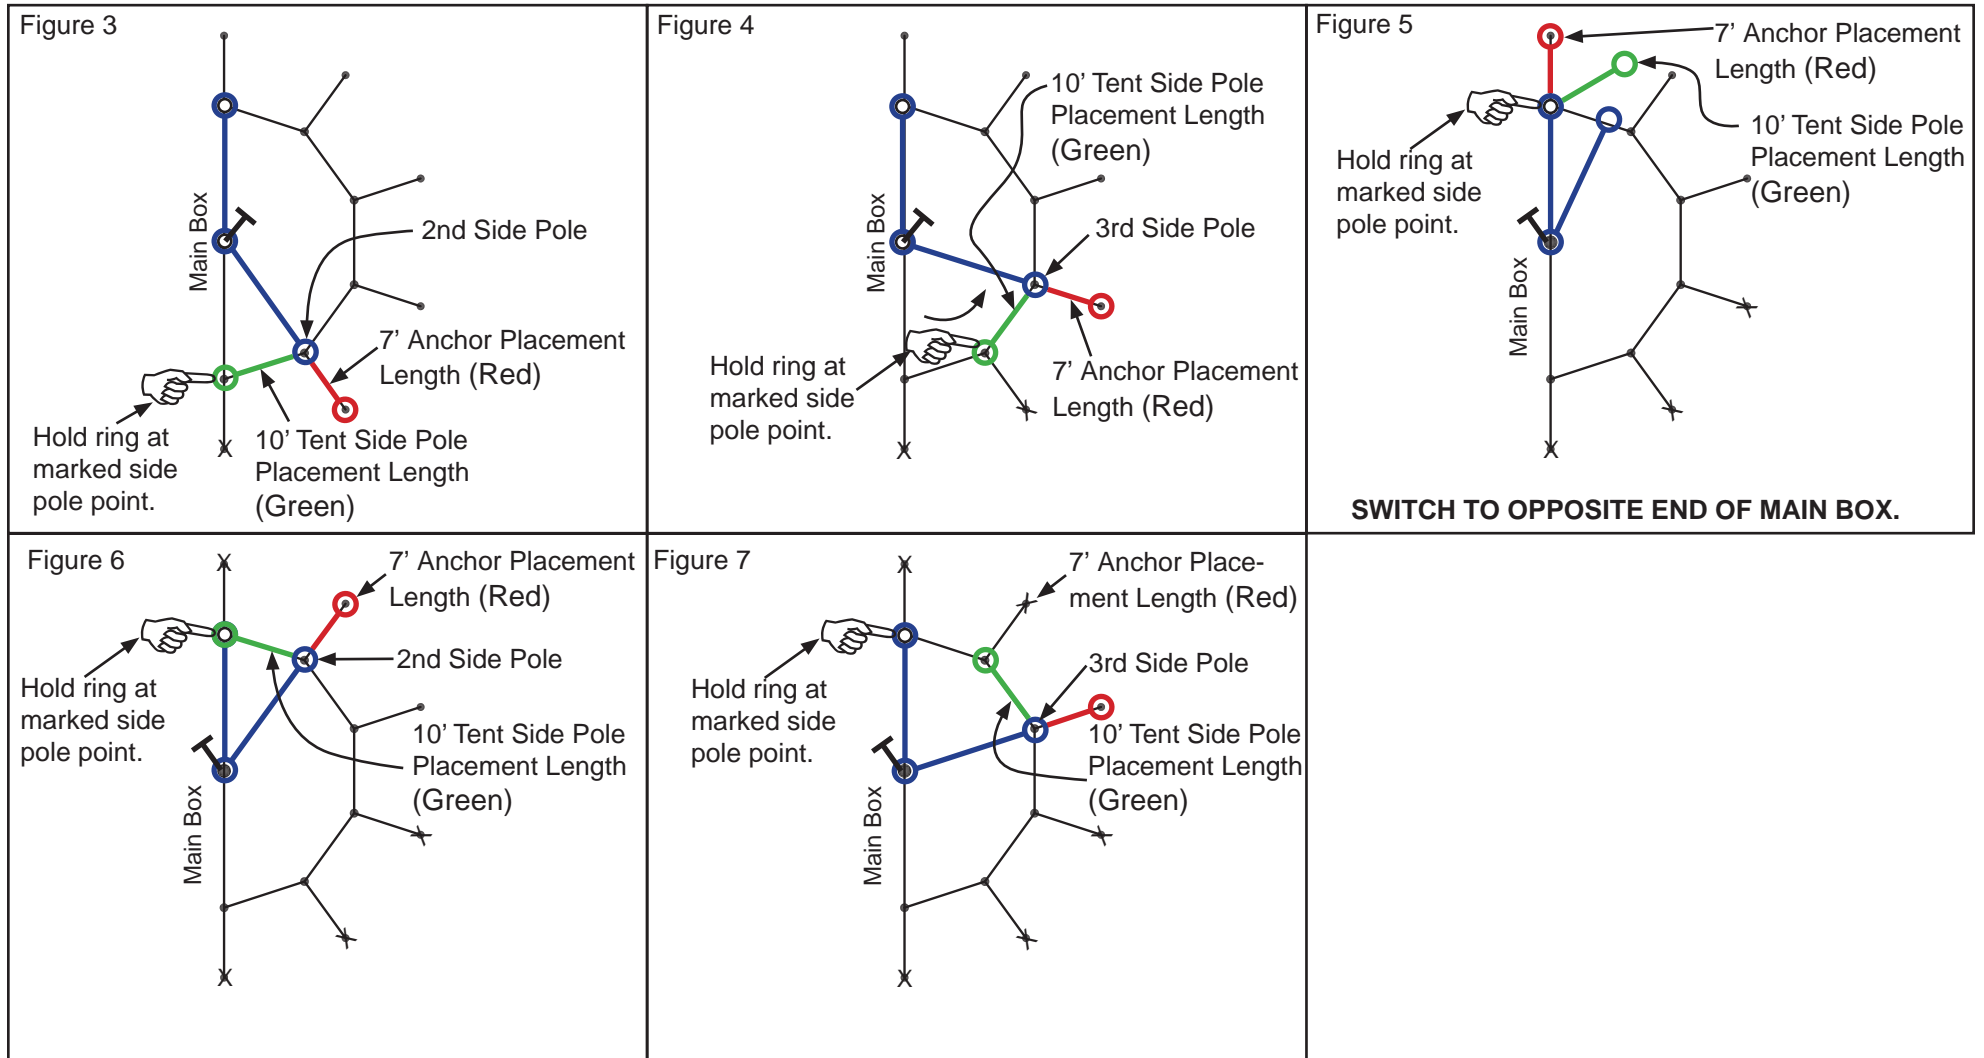 Figure 3
Main Box
2nd Side Pole
7’ Anchor Placement
Length (Red)
Hold ring at
marked side
pole point.
10’ Tent Side Pole
Placement Length
(Green)
X
Figure 4
10’ Tent Side Pole
Placement Length
(Green)
Main Box
3rd Side Pole
Hold ring at
marked side
pole point.
7’ Anchor Placement
Length (Red)
X
Figure 5
7’ Anchor Placement
Length (Red)
10’ Tent Side Pole
Placement Length
(Green)
Hold ring at
marked side
pole point.
Main Box
X
SWITCH TO OPPOSITE END OF MAIN BOX.
Figure 6
X
7’ Anchor Placement
Length (Red)
2nd Side Pole
Hold ring at
marked side
pole point.
10’ Tent Side Pole
Placement Length
(Green)
Main Box
X
Figure 7
X
7’ Anchor Place-
ment Length (Red)
3rd Side Pole
Hold ring at
marked side
pole point.
10’ Tent Side Pole
Placement Length
(Green)
Main Box
X